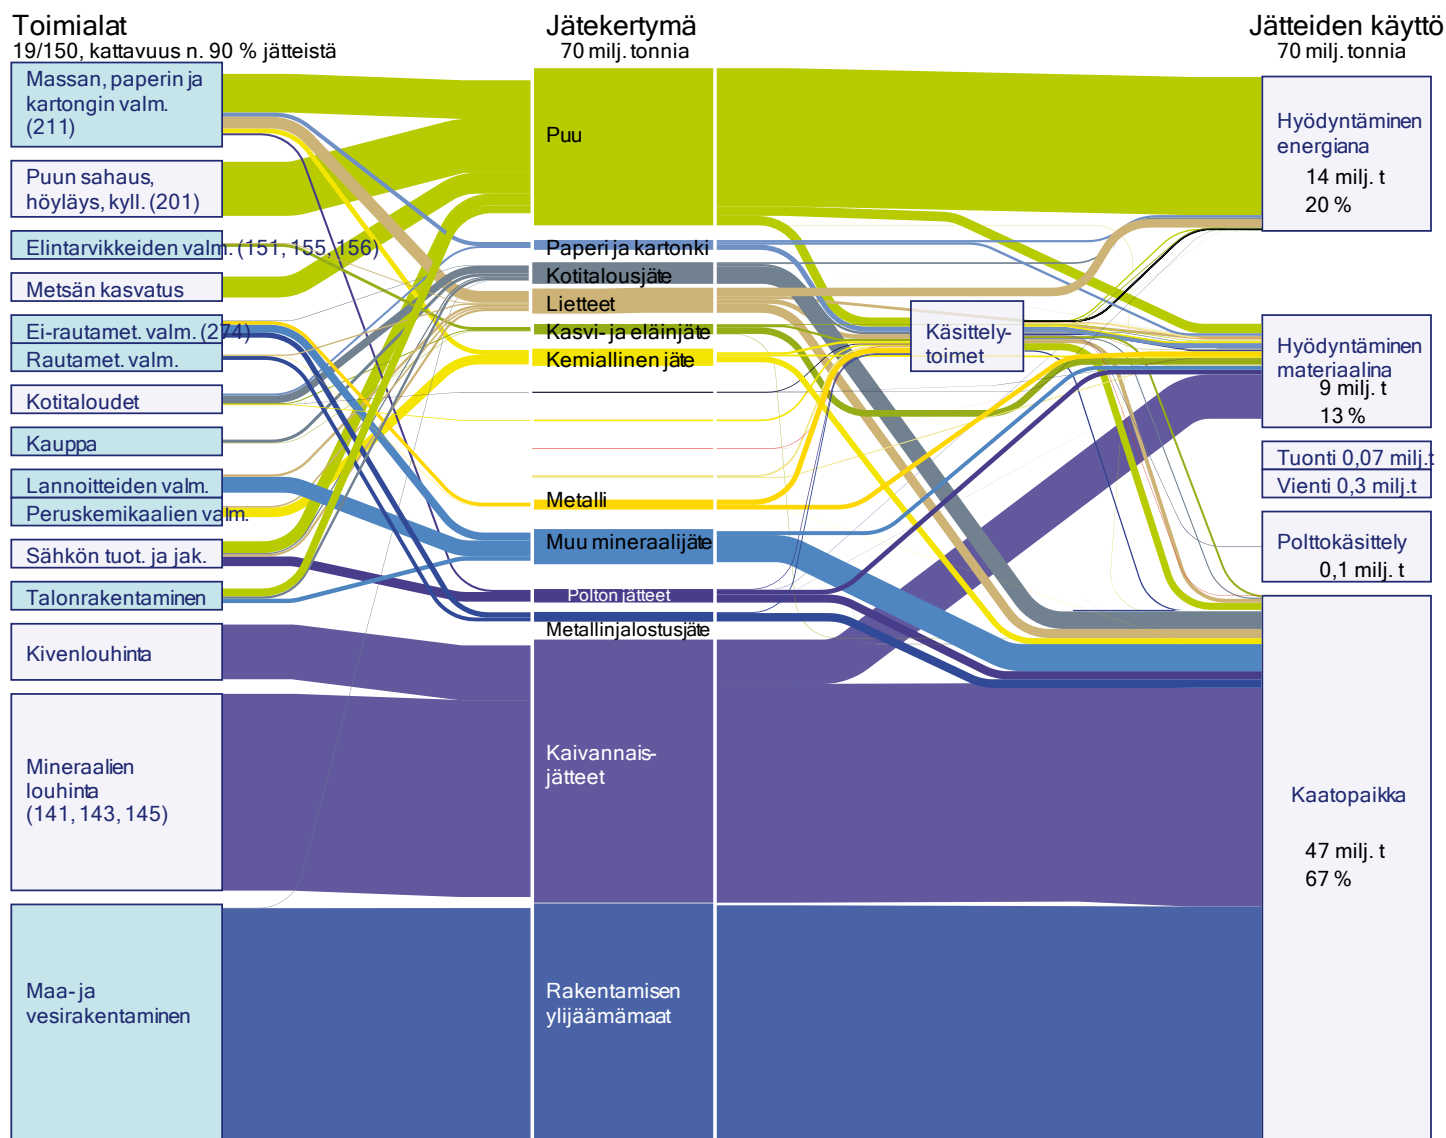 Toimialat
19/150, kattavuus n. 90 % jätteistä
Massan, paperin ja
kartongin valm.
(211)
Puun sahaus,
höyläys, kyll. (201)
Elintarvikkeiden valm. (151, 155, 156)
Metsän kasvatus
Ei-rautamet. valm. (274)
Rautamet. valm.
Kotitaloudet
Kauppa
Lannoitteiden valm.
Peruskemikaalien valm.
Sähkön tuot. ja jak.
Talonrakentaminen
Kivenlouhinta
Mineraalien
louhinta
(141, 143, 145)
Maa- ja
vesirakentaminen
Jätekertymä
70 milj. tonnia
Puu
Paperi ja kartonki
Kotitalousjäte
Lietteet
Kasvi- ja eläinjäte
Kemiallinen jäte
Metalli
Muu mineraalijäte
Polton jätteet
Metallinjalostusjäte
Kaivannais-
jätteet
Rakentamisen
ylijäämämaat
Käsittely-
toimet
Jätteiden käyttö
70 milj. tonnia
Hyödyntäminen
energiana
14 milj. t
20 %
Hyödyntäminen
materiaalina
9 milj. t
13 %
Tuonti 0,07 milj.t
Vienti 0,3 milj.t
Polttokäsittely
0,1 milj. t
Kaatopaikka
47 milj. t
67 %